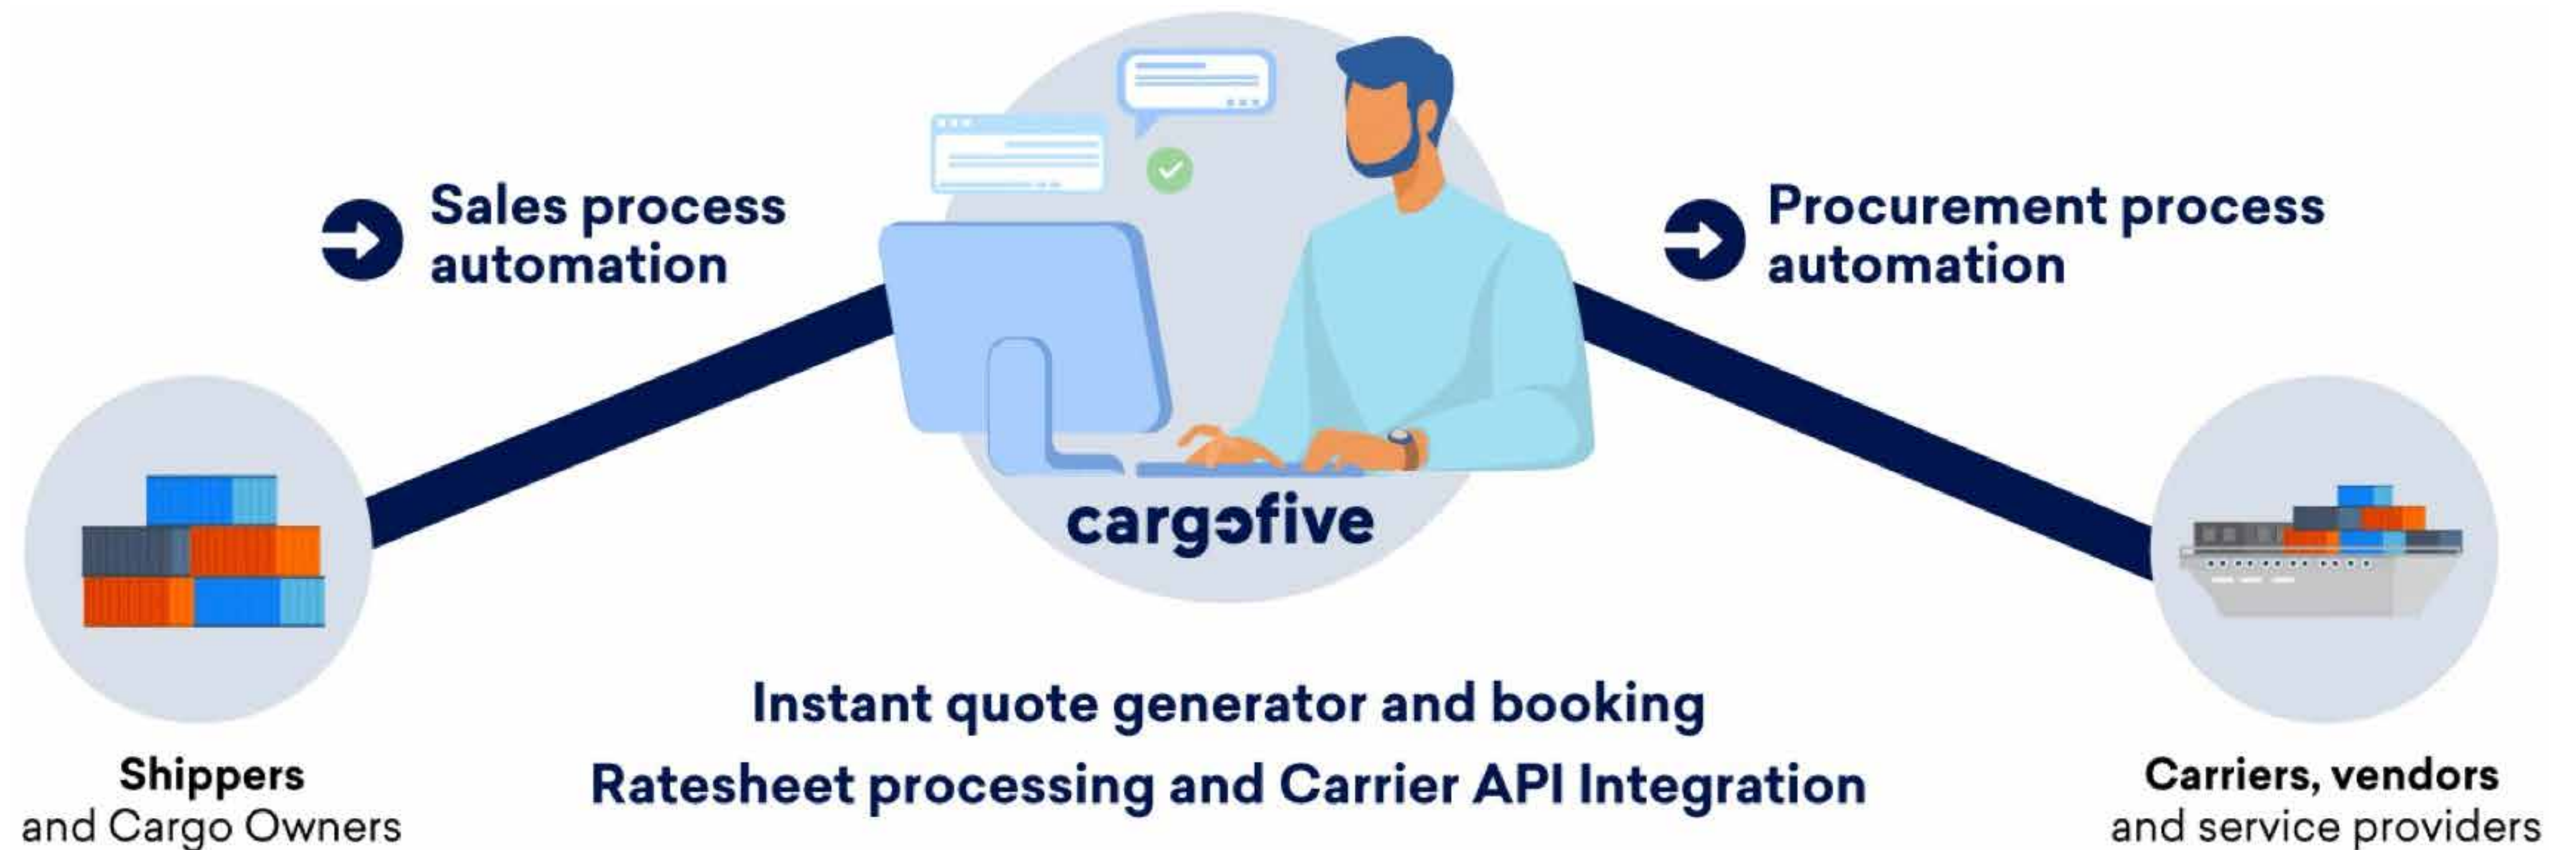 Sales process
automation
Procurement process
automation
cargofive
Instant quote generator and booking
Ratesheet processing and Carrier API Integration
Shippers
and Cargo Owners
Carriers, vendors
and service providers